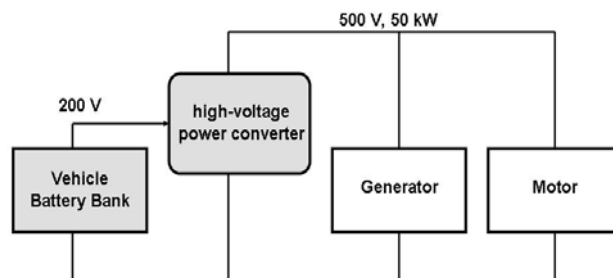 500 V, 50 kW
200 V
high-voltage
power converter
Vehicle
Battery Bank
Generator
Motor